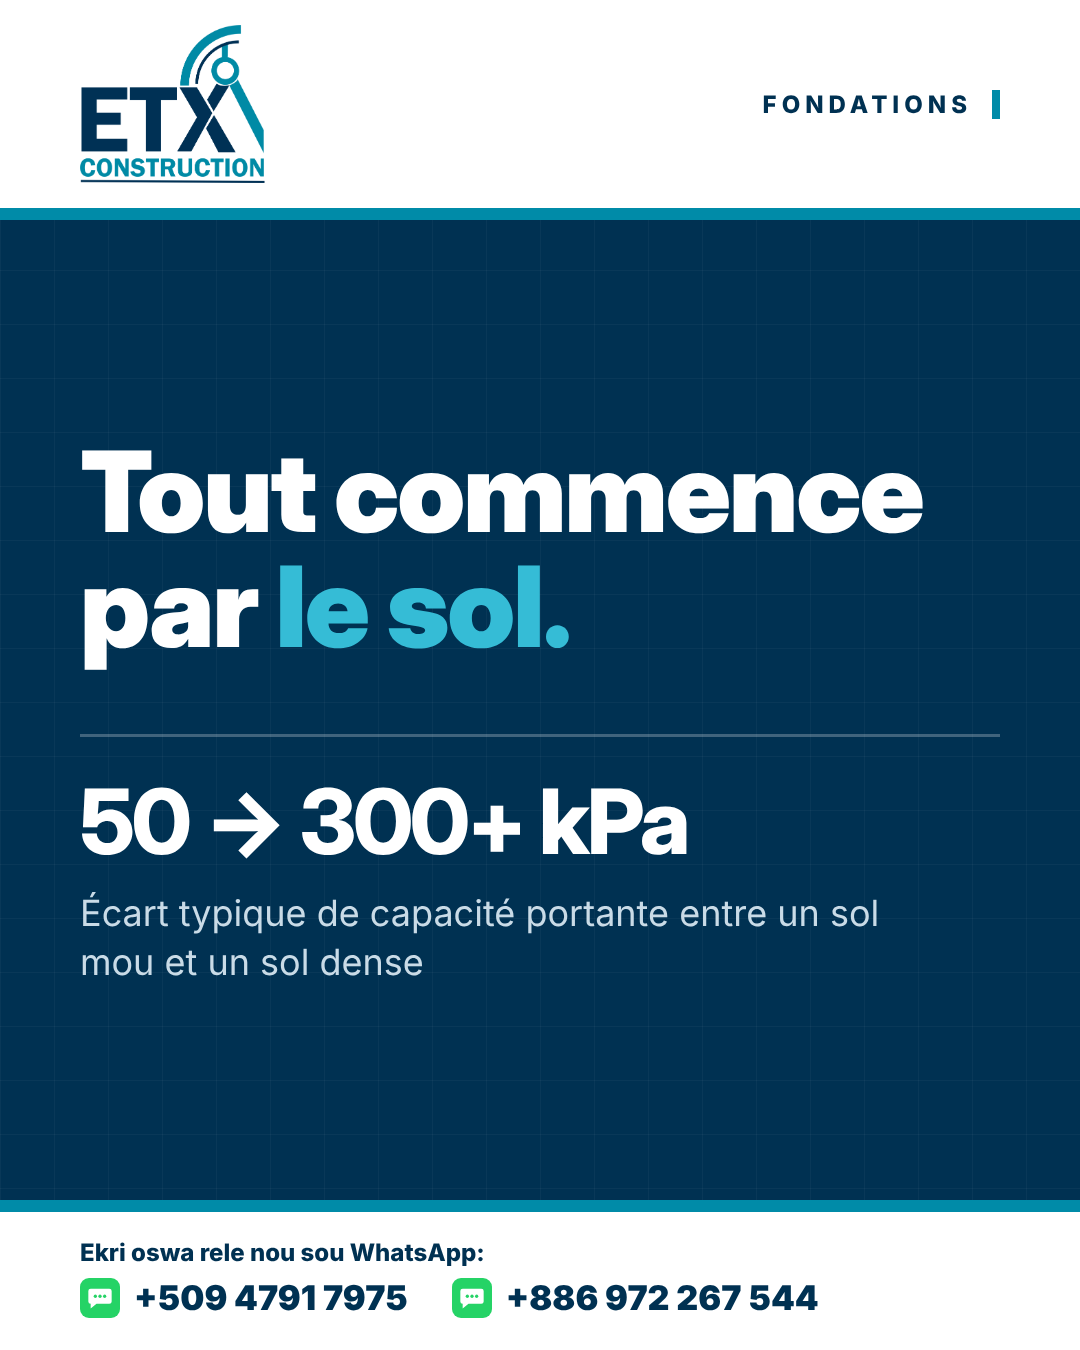 ETX
CONSTRUCTION
FONDATIONS
Tout commence
par le sol.
50 → 300+ kPa
Écart typique de capacité portante entre un sol
mou et un sol dense
Ekri oswa rele nou sou WhatsApp:
+509 4791 7975 +886 972 267 544